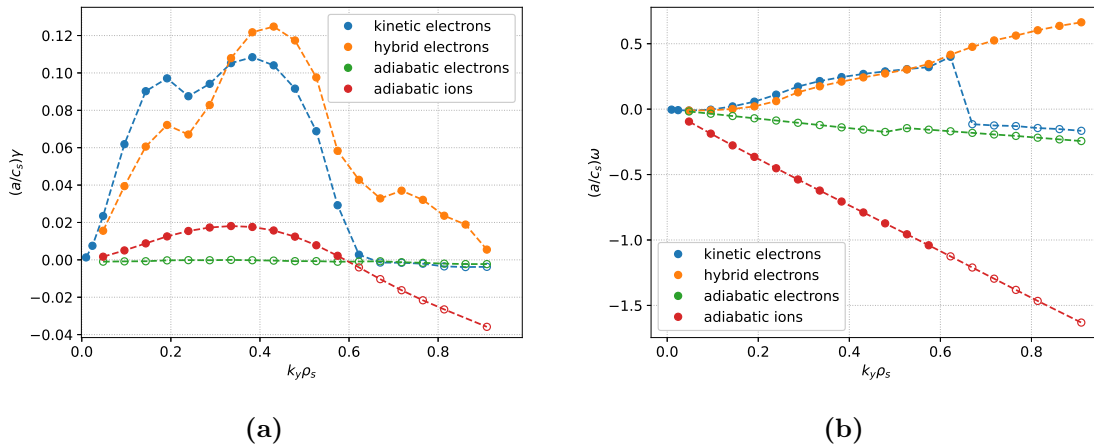 0.12
0.10
0.08
0.06
0.04
0.02
0.00
−0.02
−0.04
(a/c_s)γ
0.0 0.2 0.4 0.6 0.8
k_yρ_s
kinetic electrons
hybrid electrons
adiabatic electrons
adiabatic ions
(a)
0.5
0.0
−0.5
−1.0
−1.5
(a/c_s)ω
0.0 0.2 0.4 0.6 0.8
k_yρ_s
kinetic electrons
hybrid electrons
adiabatic electrons
adiabatic ions
(b)